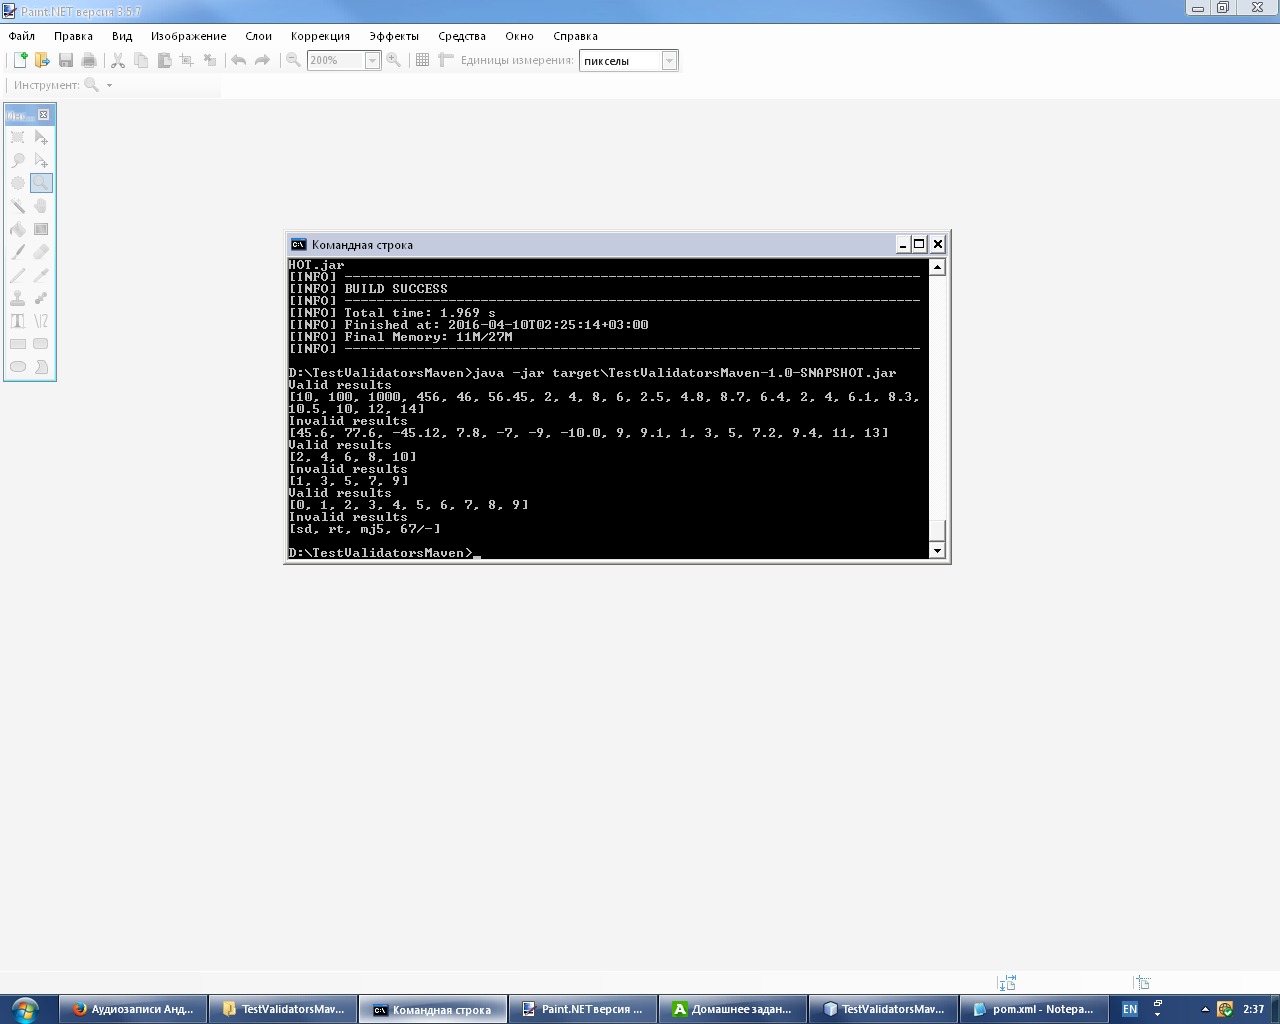 Paint.NET версия 3.5.7
Файл Правка Вид Изображение Слои Коррекция Эффекты Средства Окно Справка
200% Единицы измерения: пикселы
Инструмент:
Командная строка
HOT.jar
[INFO] ------------------------------------------------------------------------
[INFO] BUILD SUCCESS
[INFO] ------------------------------------------------------------------------
[INFO] Total time: 1.969 s
[INFO] Finished at: 2016-04-10T02:25:14+03:00
[INFO] Final Memory: 11M/27M
[INFO] ------------------------------------------------------------------------
D:\TestValidatorsMaven>java -jar target\TestValidatorsMaven-1.0-SNAPSHOT.jar
Valid results
[10, 100, 1000, 456, 46, 56.45, 2, 4, 8, 6, 2.5, 4.8, 8.7, 6.4, 2, 4, 6.1, 8.3,
10.5, 10, 12, 14]
Invalid results
[45.6, 77.6, -45.12, 7.8, -7, -9, -10.0, 9, 9.1, 1, 3, 5, 7.2, 9.4, 11, 13]
Valid results
[2, 4, 6, 8, 10]
Invalid results
[1, 3, 5, 7, 9]
Valid results
[0, 1, 2, 3, 4, 5, 6, 7, 8, 9]
Invalid results
[sd, rt, mj5, 67/-]
D:\TestValidatorsMaven>_
Аудиозаписи Анд... TestValidatorsMav... Командная строка Paint.NET версия ... Домашнее задан... TestValidatorsMav... pom.xml - Notepa... EN 2:37